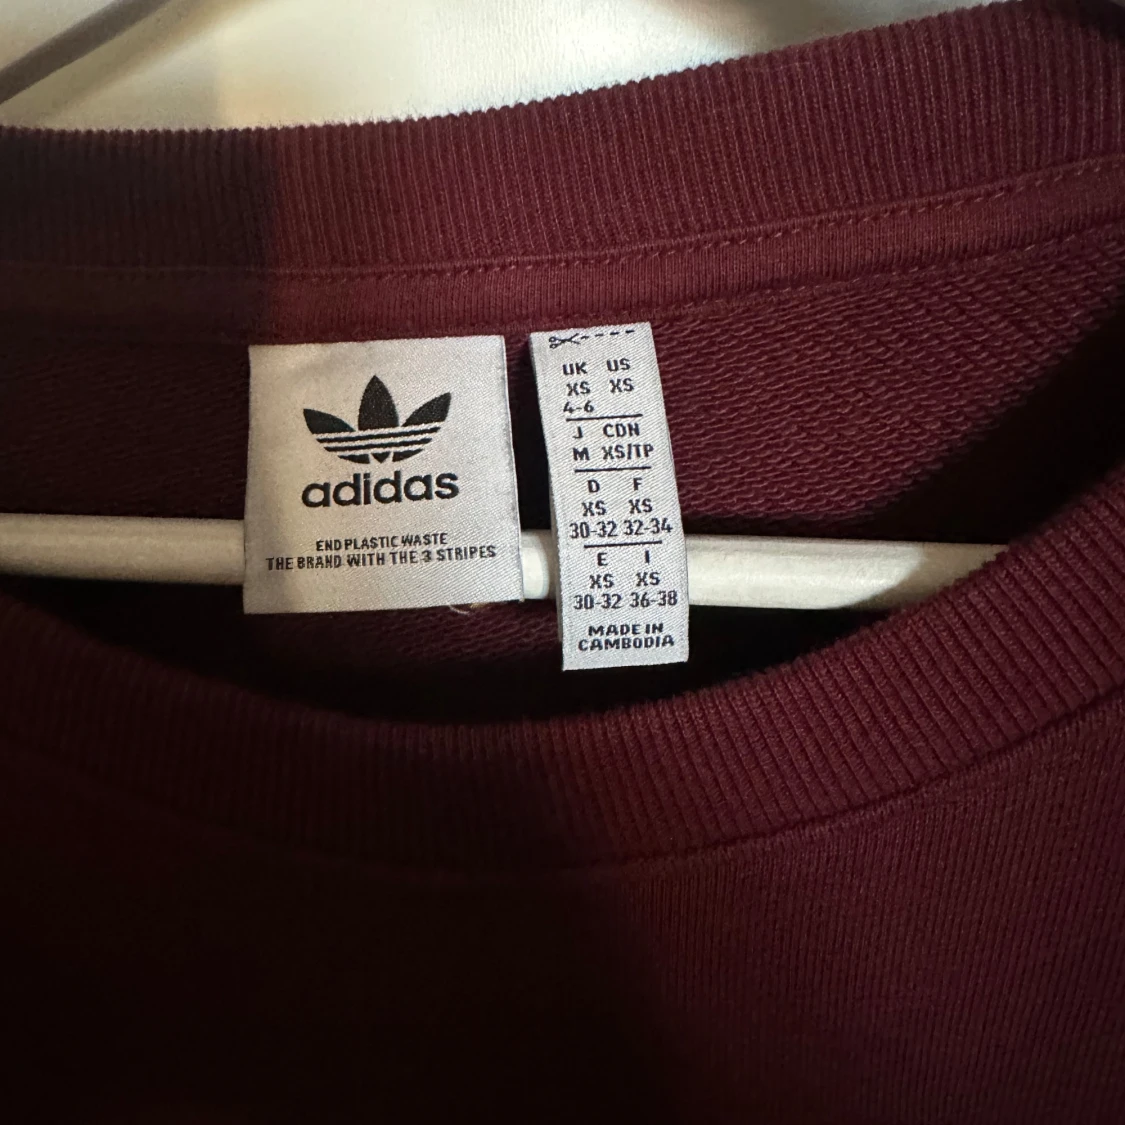 adidas
END PLASTIC WASTE
THE BRAND WITH THE 3 STRIPES
UK US
XS XS
4-6
J CDN
M XS/TP
D F
XS XS
30-32 32-34
E I
XS XS
30-32 36-38
MADE IN
CAMBODIA